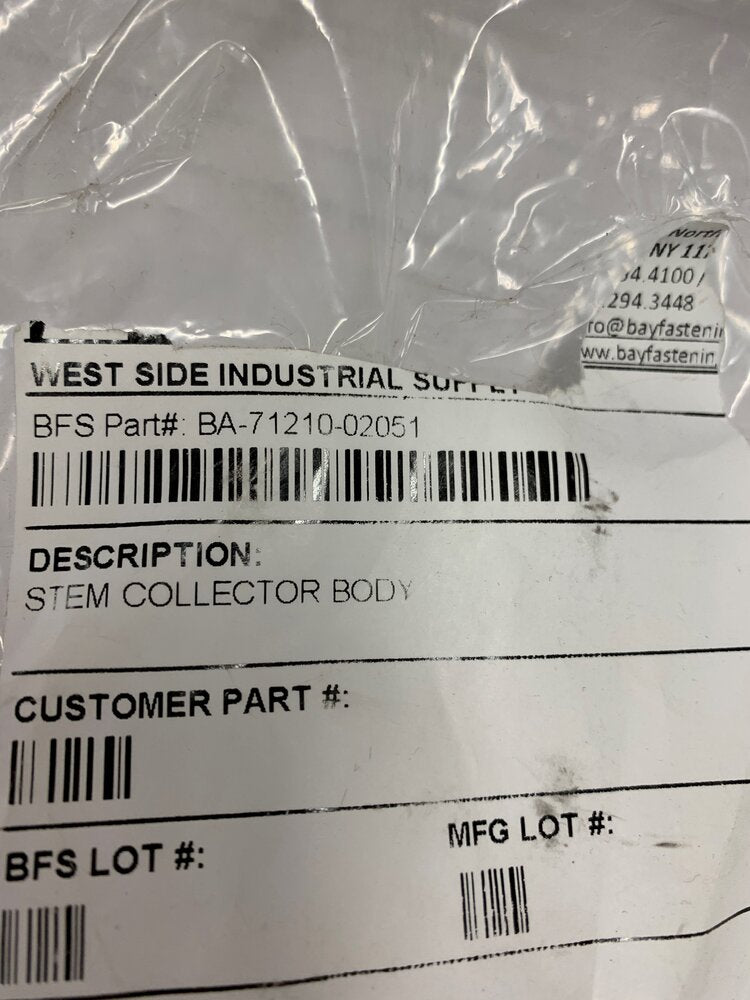 North
NY 11
4.4100 /
.294.3448
ro@bayfastenin
ww.bayfastenin
WEST SIDE INDUSTRIAL SUPPLY
BFS Part#: BA-71210-02051
DESCRIPTION:
STEM COLLECTOR BODY
CUSTOMER PART #:
BFS LOT #:
MFG LOT #: